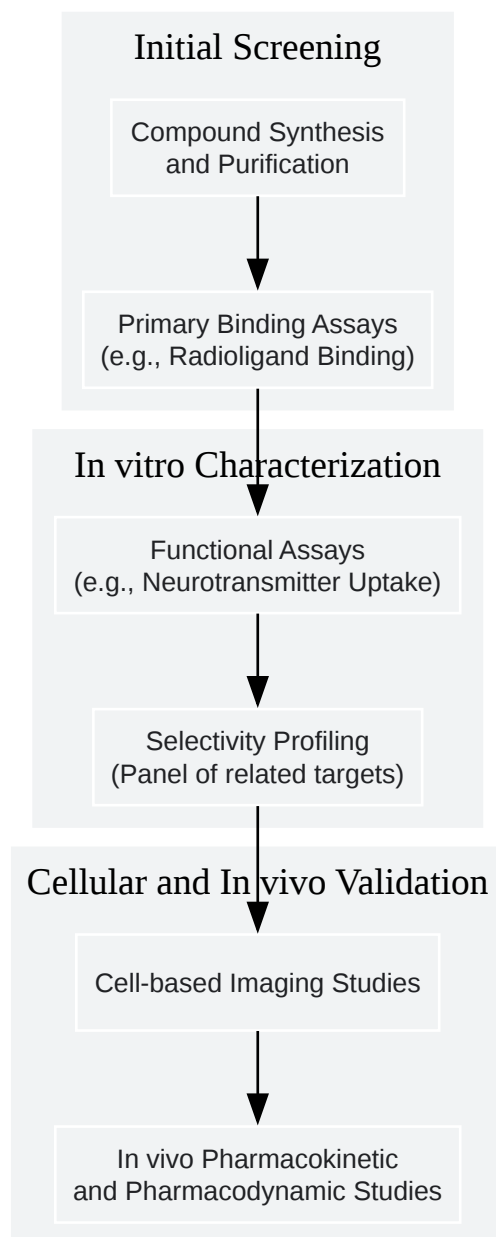 Initial Screening
Compound Synthesis
and Purification
Primary Binding Assays
(e.g., Radioligand Binding)
In vitro Characterization
Functional Assays
(e.g., Neurotransmitter Uptake)
Selectivity Profiling
(Panel of related targets)
Cellular and In vivo Validation
Cell-based Imaging Studies
In vivo Pharmacokinetic
and Pharmacodynamic Studies